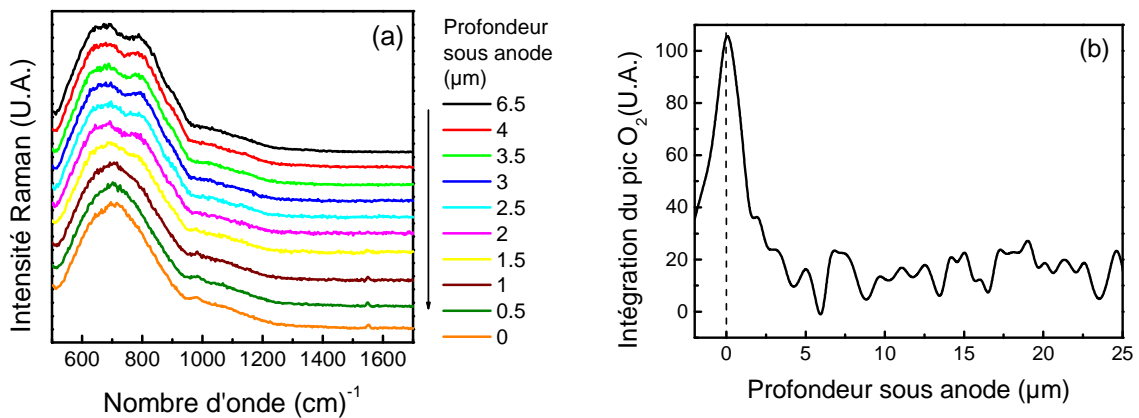 (a)
Intensité Raman (U.A.)
600 800 1000 1200 1400 1600
Nombre d'onde (cm)-1
Profondeur
sous anode
(µm)
6.5
4
3.5
3
2.5
2
1.5
1
0.5
0
(b)
Intégration du pic O2(U.A.)
100
80
60
40
20
0
0 5 10 15 20 25
Profondeur sous anode (µm)